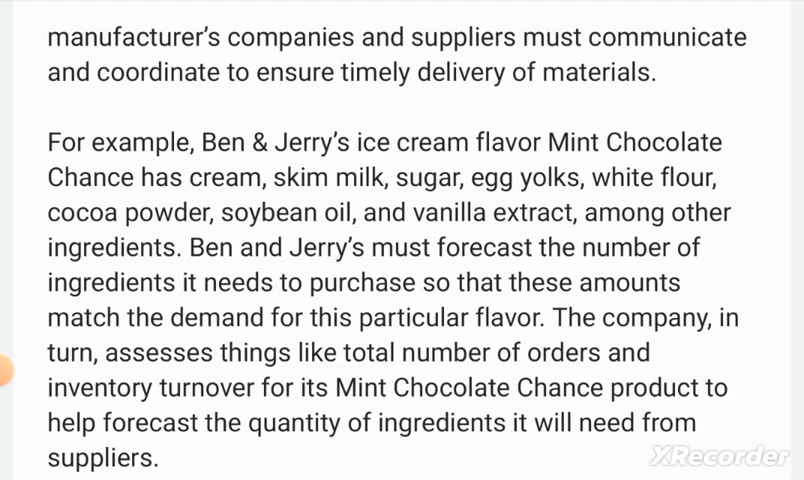 manufacturer’s companies and suppliers must communicate
and coordinate to ensure timely delivery of materials.
For example, Ben & Jerry’s ice cream flavor Mint Chocolate
Chance has cream, skim milk, sugar, egg yolks, white flour,
cocoa powder, soybean oil, and vanilla extract, among other
ingredients. Ben and Jerry’s must forecast the number of
ingredients it needs to purchase so that these amounts
match the demand for this particular flavor. The company, in
turn, assesses things like total number of orders and
inventory turnover for its Mint Chocolate Chance product to
help forecast the quantity of ingredients it will need from
suppliers.
XRecorder